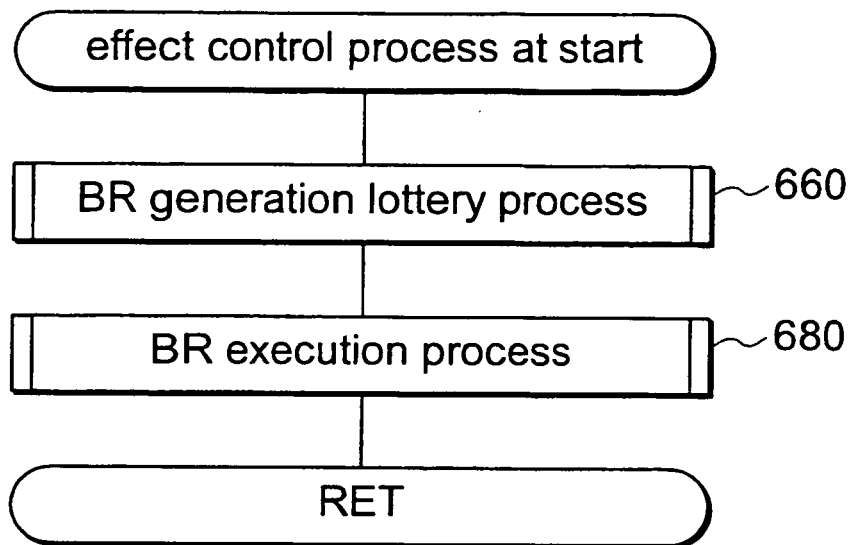 effect control process at start
BR generation lottery process 660
BR execution process 680
RET